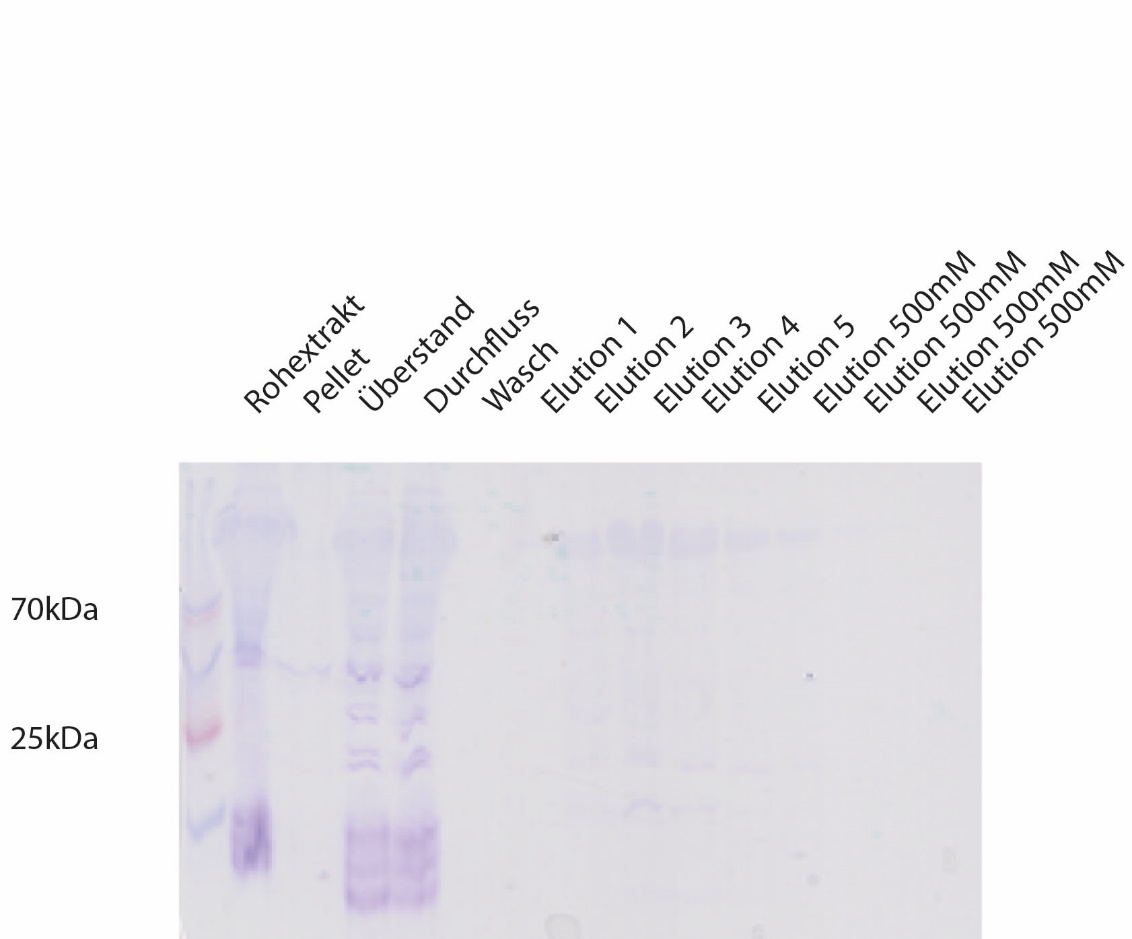 Rohextrakt
Pellet
Überstand
Durchfluss
Wasch
Elution 1
Elution 2
Elution 3
Elution 4
Elution 5
Elution 500mM
Elution 500mM
Elution 500mM
Elution 500mM
70kDa
25kDa